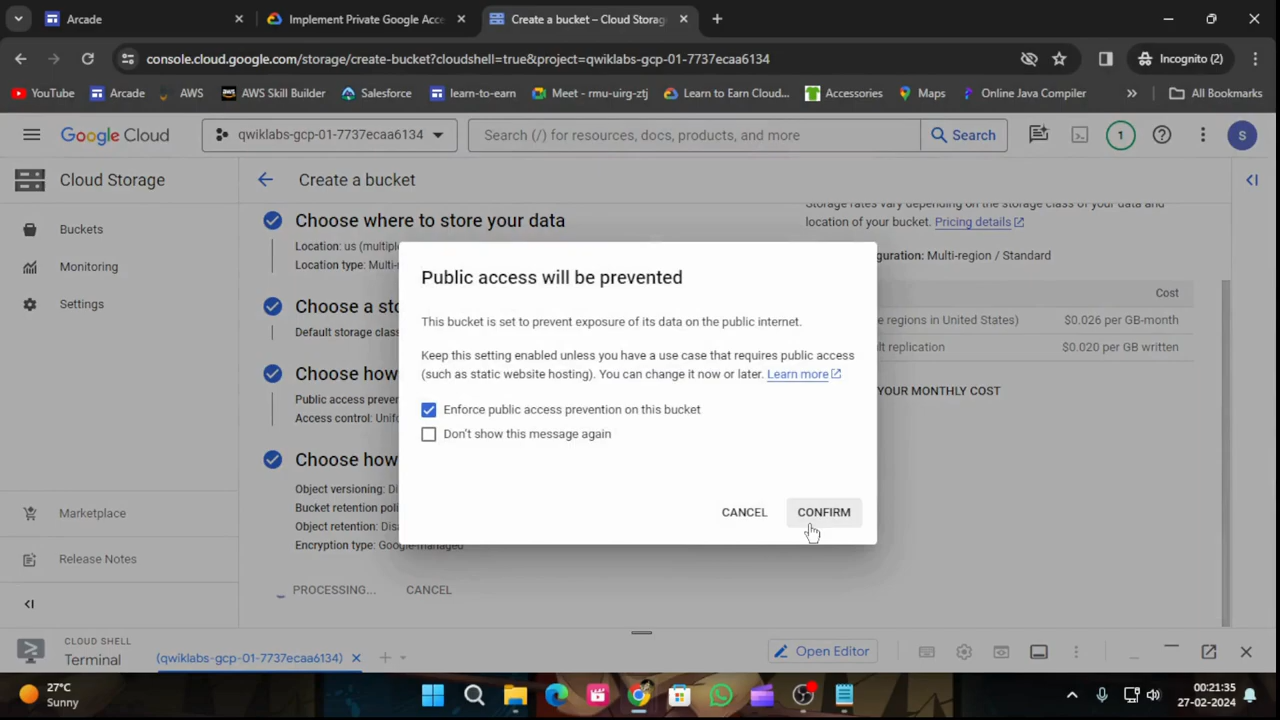 Arcade
Implement Private Google Acce
Create a bucket – Cloud Storag
console.cloud.google.com/storage/create-bucket?cloudshell=true&project=qwiklabs-gcp-01-7737ecaa6134
Incognito (2)
YouTube
Arcade
AWS
AWS Skill Builder
Salesforce
learn-to-earn
Meet - rmu-uirg-ztj
Learn to Earn Cloud...
Accessories
Maps
Online Java Compiler
All Bookmarks
Google Cloud
qwiklabs-gcp-01-7737ecaa6134
Search (/) for resources, docs, products, and more
Search
1
S
Cloud Storage
Create a bucket
Buckets
Monitoring
Settings
Marketplace
Release Notes
Choose where to store your data
Location: us (multiple
Location type: Multi-r
Choose a sto
Default storage class
Choose how
Public access preven
Access control: Unifo
Choose how
Object versioning: Di
Bucket retention poli
Object retention: Disa
Encryption type: Google-managed
PROCESSING...
CANCEL
Storage rates vary depending on the storage class of your data and
location of your bucket. Pricing details
guration: Multi-region / Standard
Cost
e regions in United States)
$0.026 per GB-month
ult replication
$0.020 per GB written
YOUR MONTHLY COST
Public access will be prevented
This bucket is set to prevent exposure of its data on the public internet.
Keep this setting enabled unless you have a use case that requires public access
(such as static website hosting). You can change it now or later. Learn more
Enforce public access prevention on this bucket
Don't show this message again
CANCEL
CONFIRM
CLOUD SHELL
Terminal
(qwiklabs-gcp-01-7737ecaa6134)
Open Editor
27°C
Sunny
00:21:35
27-02-2024